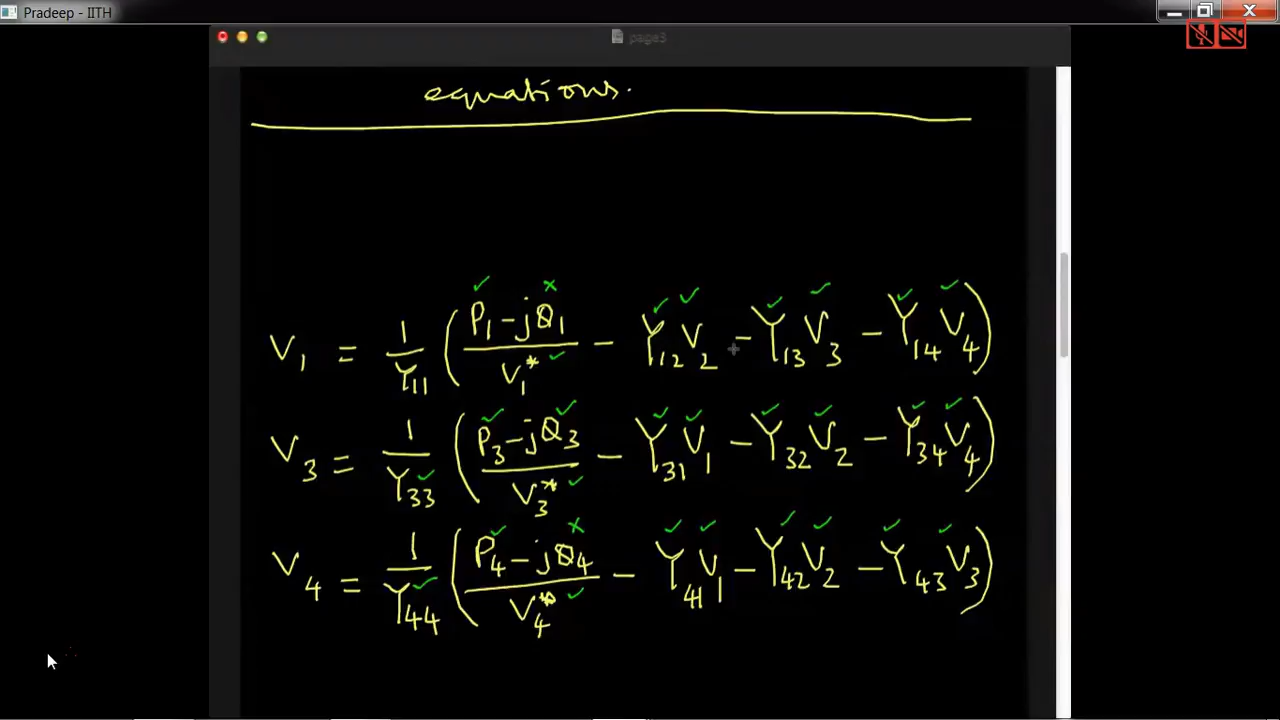 Pradeep - IITH
page3
equations.
V₁ = 1/Y₁₁ ( (P₁ - jQ₁)/V₁* - Y₁₂V₂ - Y₁₃V₃ - Y₁₄V₄ )
V₃ = 1/Y₃₃ ( (P₃ - jQ₃)/V₃* - Y₃₁V₁ - Y₃₂V₂ - Y₃₄V₄ )
V₄ = 1/Y₄₄ ( (P₄ - jQ₄)/V₄* - Y₄₁V₁ - Y₄₂V₂ - Y₄₃V₃ )